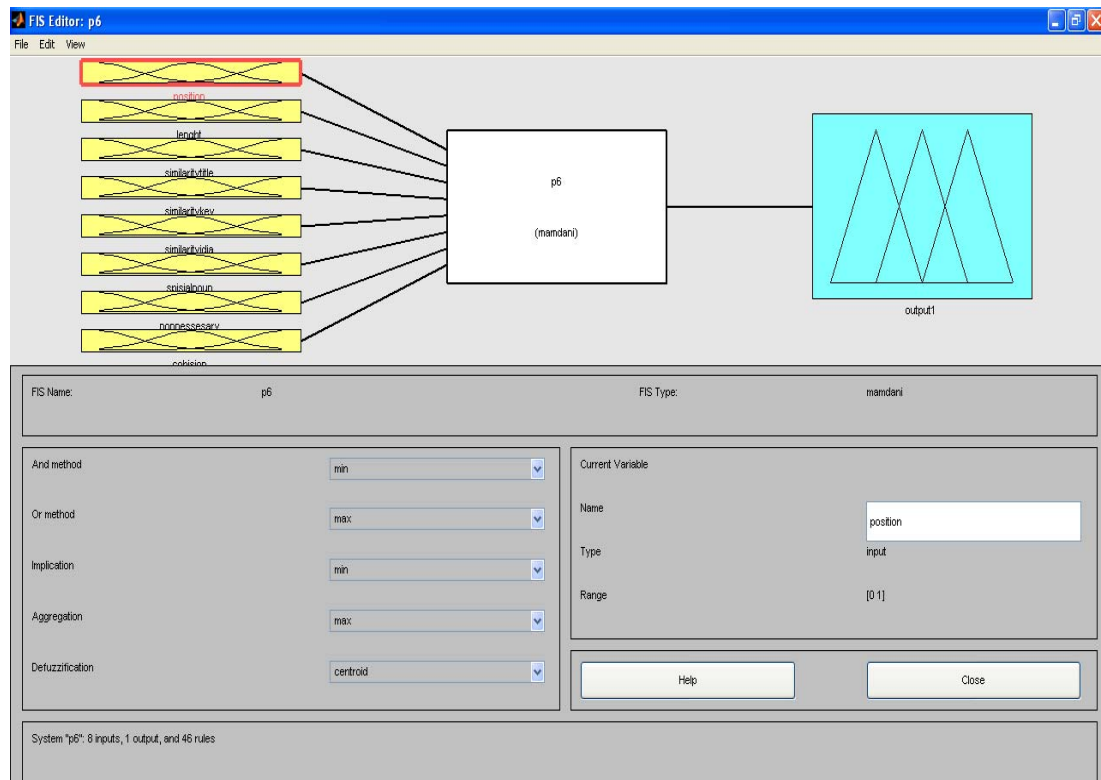 FIS Editor: p6
File Edit View
position
lenght
similaritytitle
similaritykey
similarityidia
spisialnoun
nonnessesary
cohision
p6
(mamdani)
output1
FIS Name: p6 FIS Type: mamdani
And method min
Or method max
Implication min
Aggregation max
Defuzzification centroid
Current Variable
Name position
Type input
Range [0 1]
Help Close
System "p6": 8 inputs, 1 output, and 46 rules